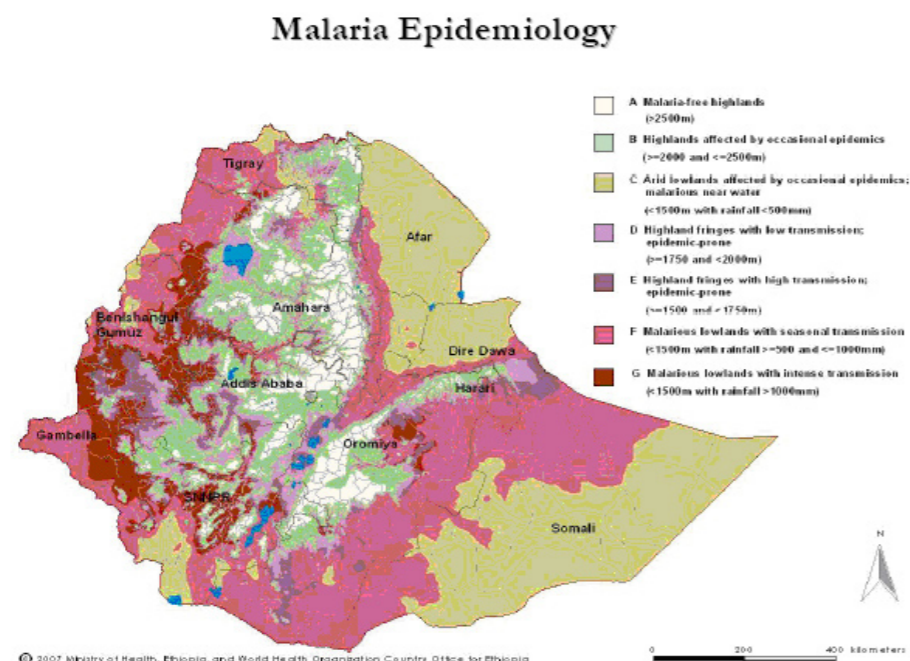 Malaria Epidemiology
A Malaria-free highlands
(>2500m)
B Highlands affected by occasional epidemics
(>=2000 and <=2500m)
C Arid lowlands affected by occasional epidemics;
malarious near water
(<1500m with rainfall <500mm)
D Highland fringes with low transmission;
epidemic-prone
(>=1750 and <2000m)
E Highland fringes with high transmission;
epidemic-prone
(>=1500 and <1750m)
F Malarious lowlands with seasonal transmission
(<1500m with rainfall >=500 and <=1000mm)
G Malarious lowlands with intense transmission
(<1500m with rainfall >1000mm)
Tigray
Afar
Amahara
Benishangul
Gumuz
Dire Dawa
Addis Ababa
Harari
Gambella
Oromiya
SNNPR
Somali
N
0 200 400 kilometers
© 2007 Ministry of Health, Ethiopia, and World Health Organisation Country Office for Ethiopia